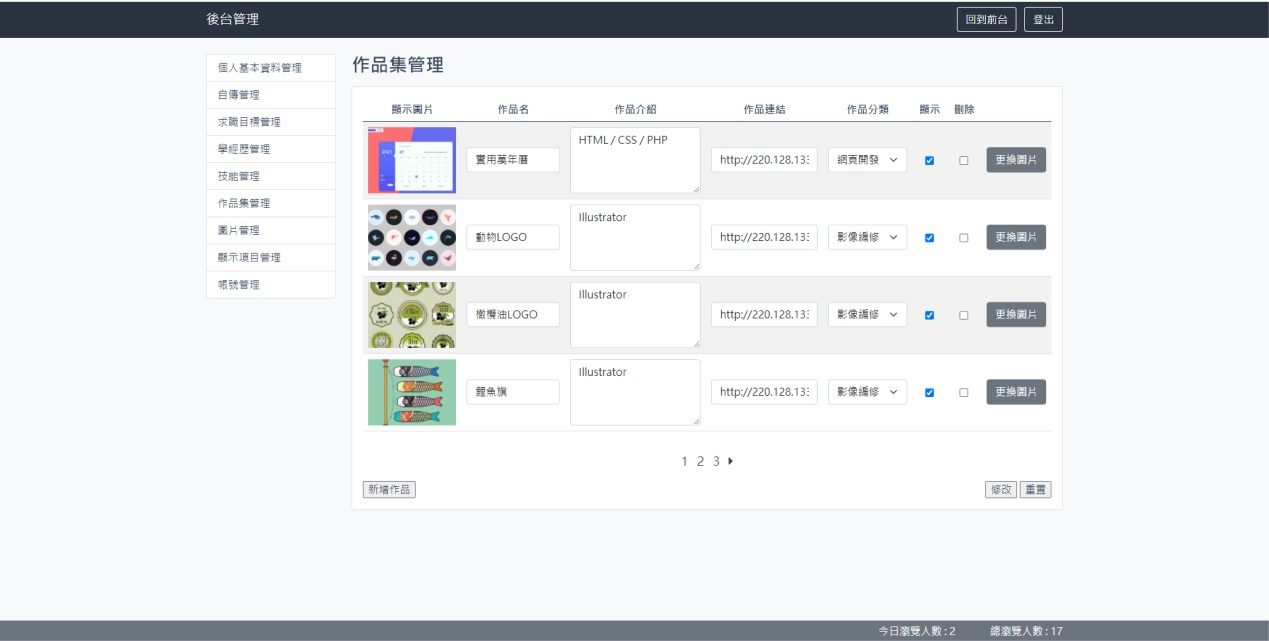 後台管理
回到前台 登出
個人基本資料管理
自傳管理
求職目標管理
學經歷管理
技能管理
作品集管理
圖片管理
顯示項目管理
帳號管理
作品集管理
顯示圖片 作品名 作品介紹 作品連結 作品分類 顯示 刪除
實用萬年曆 HTML / CSS / PHP http://220.128.133 網頁開發 更換圖片
動物LOGO Illustrator http://220.128.133 影像編修 更換圖片
橄欖油LOGO Illustrator http://220.128.133 影像編修 更換圖片
鯉魚旗 Illustrator http://220.128.133 影像編修 更換圖片
1 2 3
新增作品 修改 重置
今日瀏覽人數 : 2 總瀏覽人數 : 17